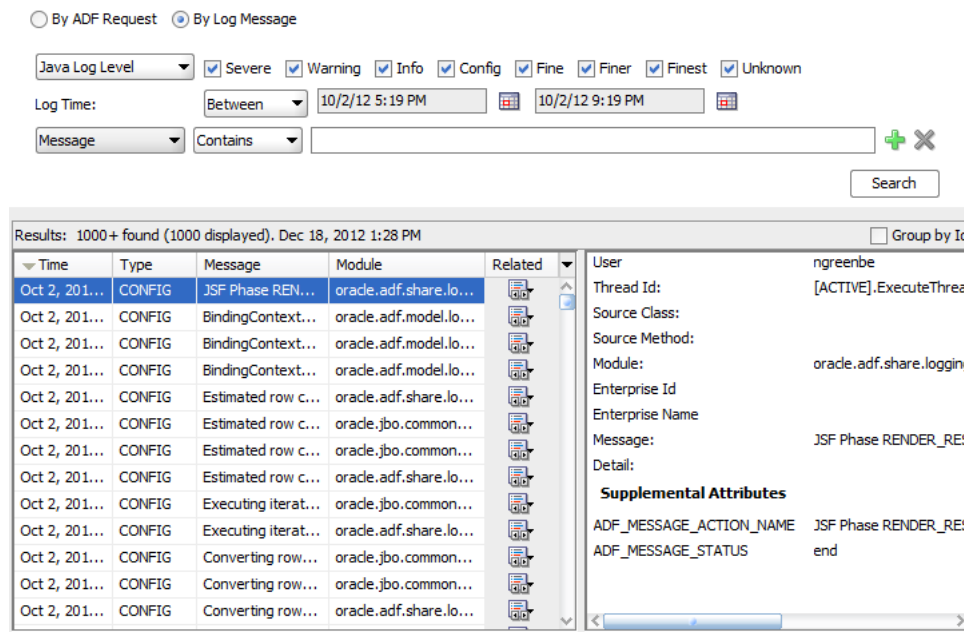 By ADF Request By Log Message
Java Log Level Severe Warning Info Config Fine Finer Finest Unknown
Log Time: Between 10/2/12 5:19 PM 10/2/12 9:19 PM
Message Contains
Search
Results: 1000+ found (1000 displayed). Dec 18, 2012 1:28 PM Group by Id
Time Type Message Module Related
Oct 2, 201... CONFIG JSF Phase REN... oracle.adf.share.lo...
Oct 2, 201... CONFIG BindingContext... oracle.adf.model.lo...
Oct 2, 201... CONFIG BindingContext... oracle.adf.model.lo...
Oct 2, 201... CONFIG BindingContext... oracle.adf.model.lo...
Oct 2, 201... CONFIG Estimated row c... oracle.adf.share.lo...
Oct 2, 201... CONFIG Estimated row c... oracle.jbo.common...
Oct 2, 201... CONFIG Estimated row c... oracle.jbo.common...
Oct 2, 201... CONFIG Estimated row c... oracle.adf.share.lo...
Oct 2, 201... CONFIG Executing iterat... oracle.jbo.common...
Oct 2, 201... CONFIG Executing iterat... oracle.adf.share.lo...
Oct 2, 201... CONFIG Converting row... oracle.jbo.common...
Oct 2, 201... CONFIG Converting row... oracle.jbo.common...
Oct 2, 201... CONFIG Converting row... oracle.adf.share.lo...
User ngreenbe
Thread Id: [ACTIVE].ExecuteThrea
Source Class:
Source Method:
Module: oracle.adf.share.logging
Enterprise Id
Enterprise Name
Message: JSF Phase RENDER_RES
Detail:
Supplemental Attributes
ADF_MESSAGE_ACTION_NAME JSF Phase RENDER_RES
ADF_MESSAGE_STATUS end